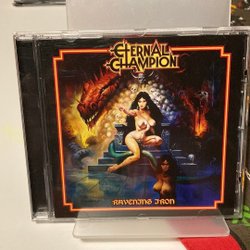 ETERNAL
CHAMPION
RAVENING IRON